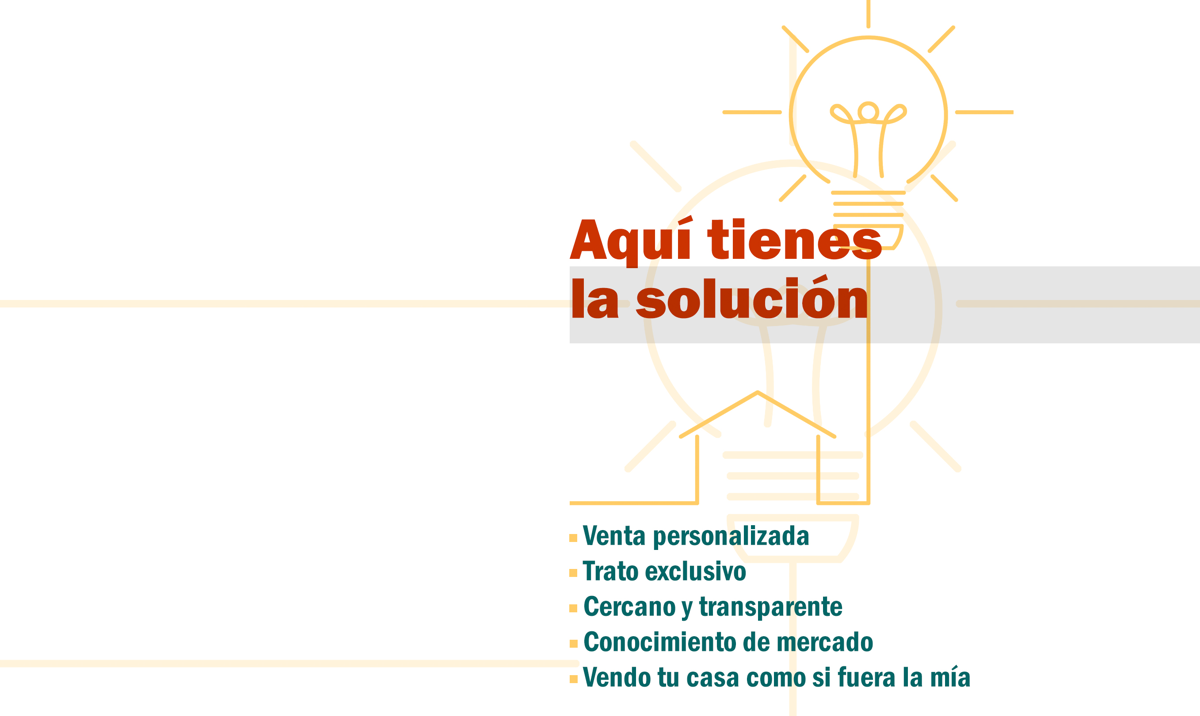 Aquí tienes
la solución
Venta personalizada
Trato exclusivo
Cercano y transparente
Conocimiento de mercado
Vendo tu casa como si fuera la mía